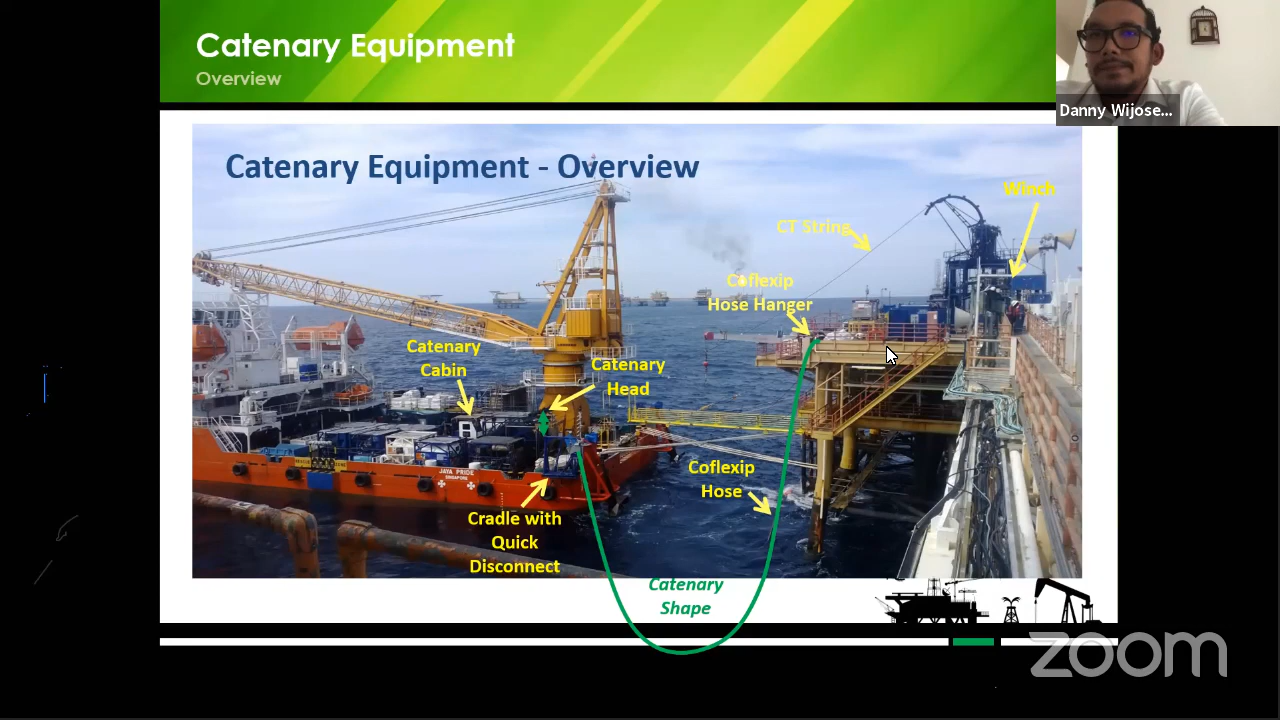 Catenary Equipment
Overview
Danny Wijose...
Catenary Equipment - Overview
Winch
CT String
Coflexip
Hose Hanger
Catenary
Cabin
Catenary
Head
JAYA PRIDE
SINGAPORE
Coflexip
Hose
Cradle with
Quick
Disconnect
Catenary
Shape
zoom